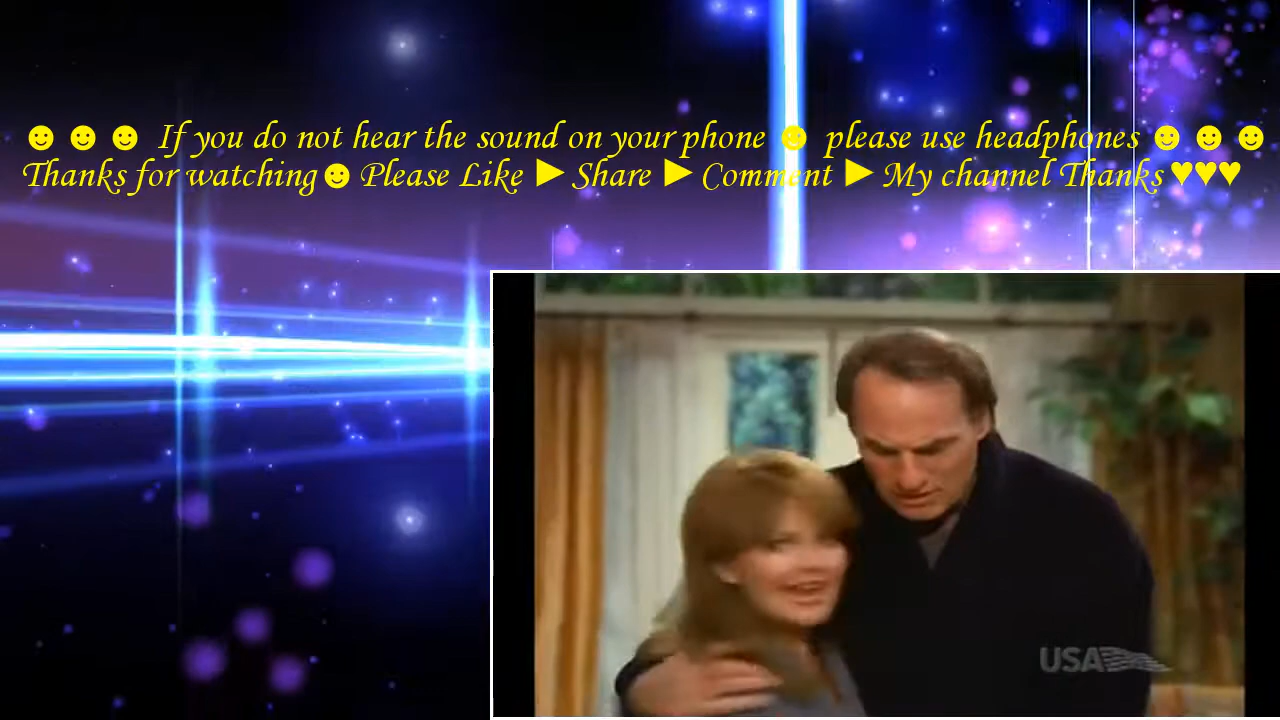 ☻ ☻ ☻ If you do not hear the sound on your phone ☻ please use headphones ☻ ☻ ☻
Thanks for watching ☻ Please Like ► Share ► Comment ► My channel Thanks ♥♥♥
USA